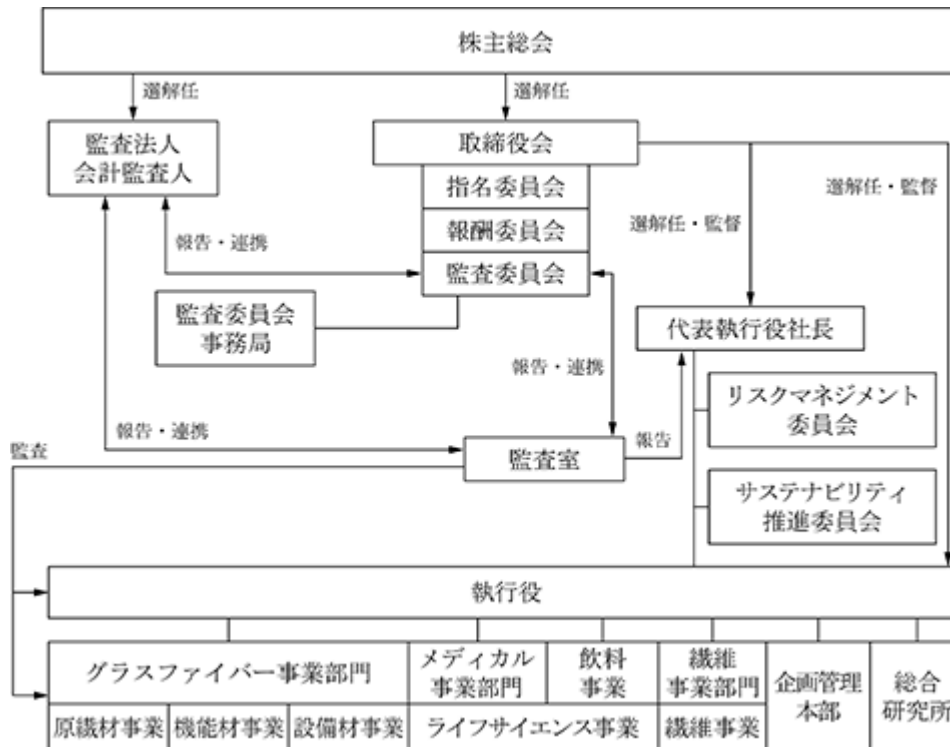 株主総会
選解任
選解任
監査法人
会計監査人
取締役会
指名委員会
報酬委員会
監査委員会
選解任・監督
選解任・監督
報告・連携
監査委員会
事務局
代表執行役社長
報告・連携
リスクマネジメント
委員会
報告・連携
報告
監査
監査室
サステナビリティ
推進委員会
執行役
グラスファイバー事業部門
メディカル
事業部門
飲料
事業
繊維
事業部門
企画管理
本部
総合
研究所
原繊材事業
機能材事業
設備材事業
ライフサイエンス事業
繊維事業